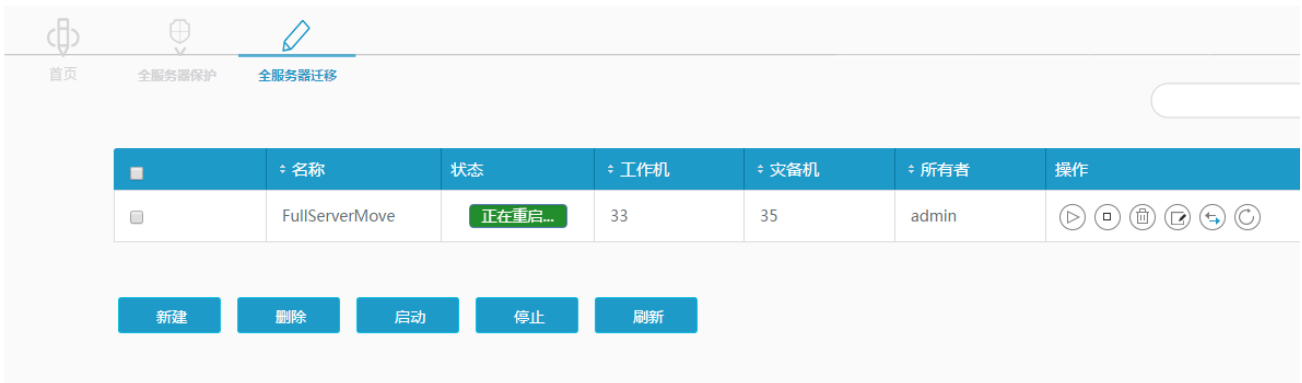 首页 全服务器保护 全服务器迁移
名称 状态 工作机 灾备机 所有者 操作
FullServerMove 正在重启... 33 35 admin
新建 删除 启动 停止 刷新